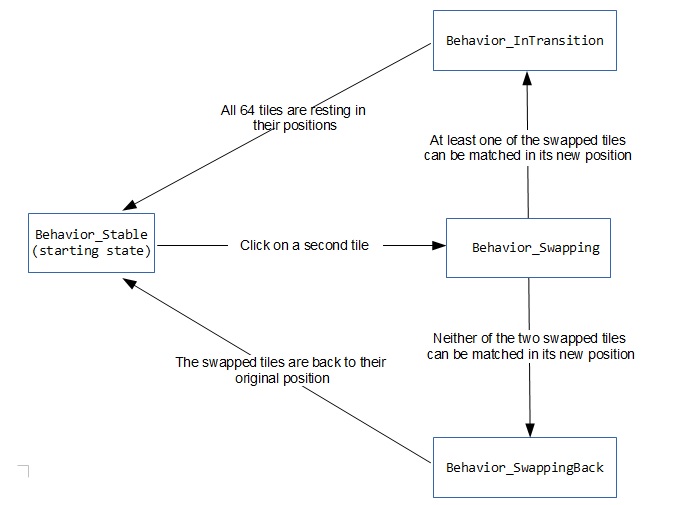 Behavior_InTransition
All 64 tiles are resting in
their positions
At least one of the swapped tiles
can be matched in its new position
Behavior_Stable
(starting state)
Click on a second tile
Behavior_Swapping
Neither of the two swapped tiles
can be matched in its new position
The swapped tiles are back to their
original position
Behavior_SwappingBack